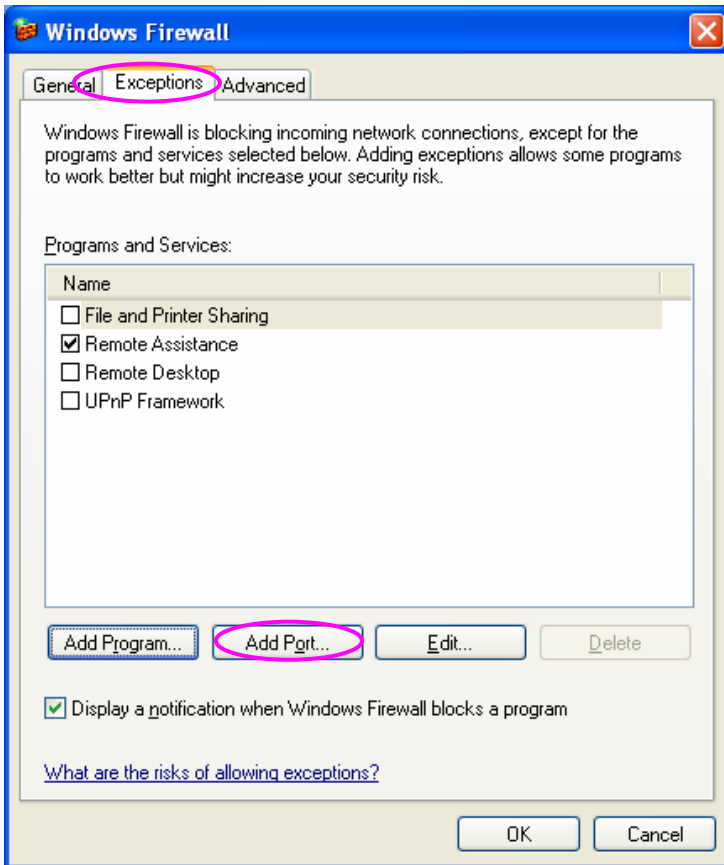 Windows Firewall
General Exceptions Advanced
Windows Firewall is blocking incoming network connections, except for the
programs and services selected below. Adding exceptions allows some programs
to work better but might increase your security risk.
Programs and Services:
Name
File and Printer Sharing
Remote Assistance
Remote Desktop
UPnP Framework
Add Program... Add Port... Edit... Delete
Display a notification when Windows Firewall blocks a program
What are the risks of allowing exceptions?
OK Cancel